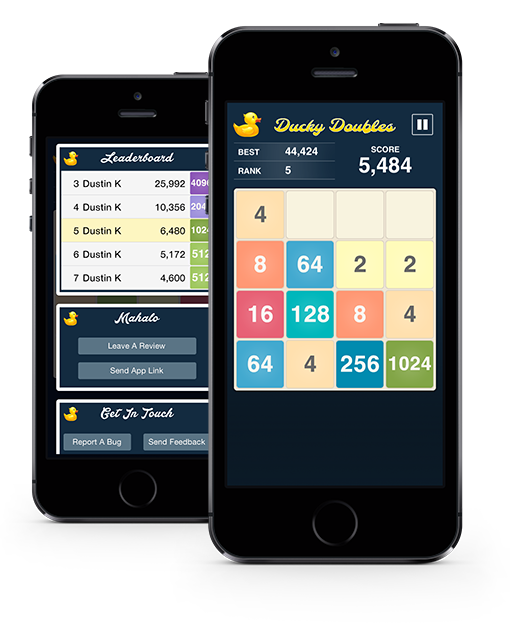 Leaderboard
3 Dustin K 25,992 4096
4 Dustin K 10,356 204
5 Dustin K 6,480 1024
6 Dustin K 5,172 512
7 Dustin K 4,600 512
Mahalo
Leave A Review
Send App Link
Get In Touch
Report A Bug Send Feedback
Ducky Doubles
BEST 44,424
RANK 5
SCORE
5,484
4
8 64 2 2
16 128 8 4
64 4 256 1024